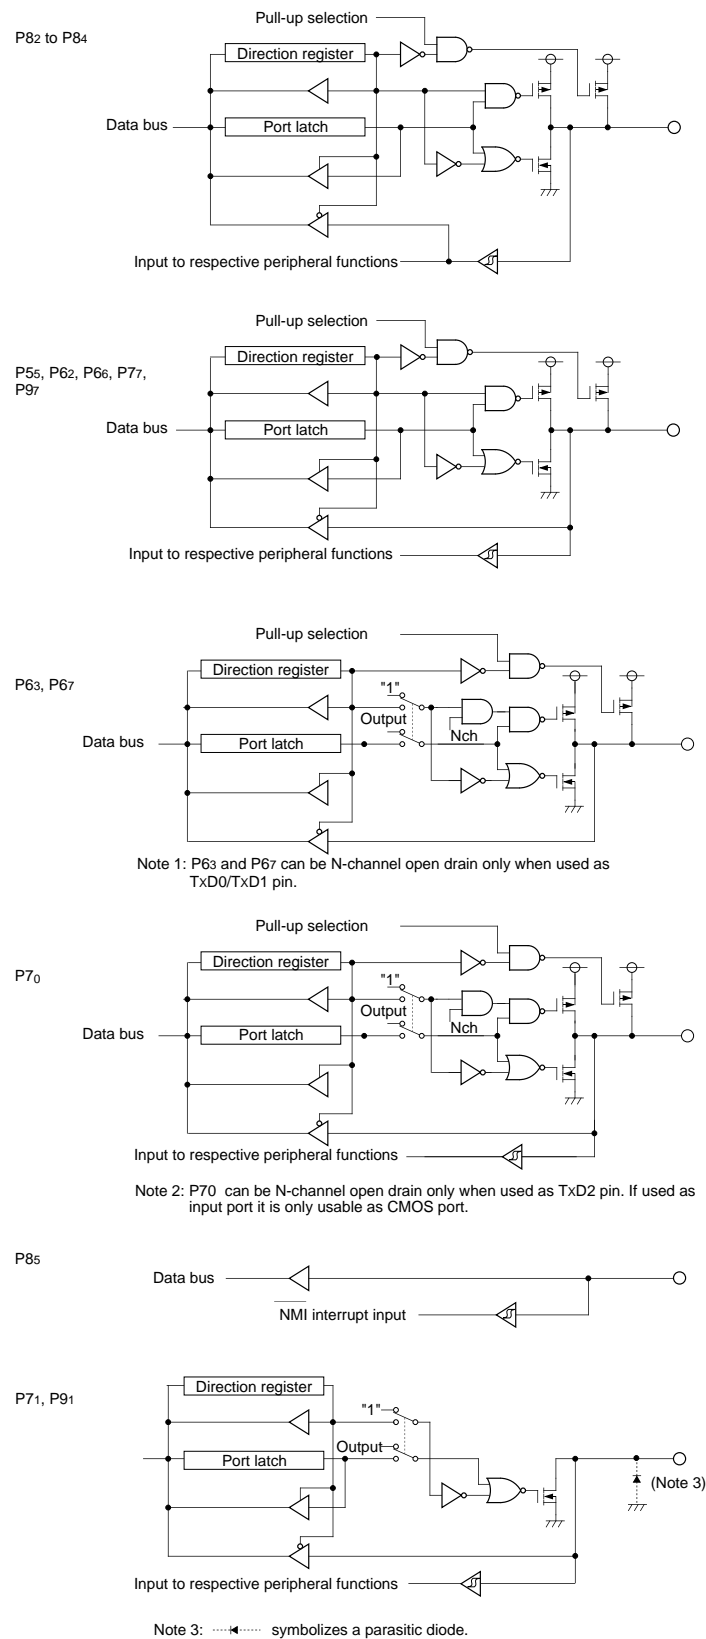 Pull-up selection
P82 to P84
Direction register
Data bus
Port latch
Input to respective peripheral functions
Pull-up selection
Direction register
P55, P62, P66, P77,
P97
Data bus
Port latch
Input to respective peripheral functions
Pull-up selection
Direction register
P63, P67
"1"
Output
Nch
Data bus
Port latch
Note 1: P63 and P67 can be N-channel open drain only when used as
TxD0/TxD1 pin.
Pull-up selection
Direction register
P70
"1"
Output
Nch
Data bus
Port latch
Input to respective peripheral functions
Note 2: P70 can be N-channel open drain only when used as TxD2 pin. If used as
input port it is only usable as CMOS port.
P85
Data bus
NMI interrupt input
Direction register
P71, P91
"1"
Output
Port latch
(Note 3)
Input to respective peripheral functions
Note 3: symbolizes a parasitic diode.